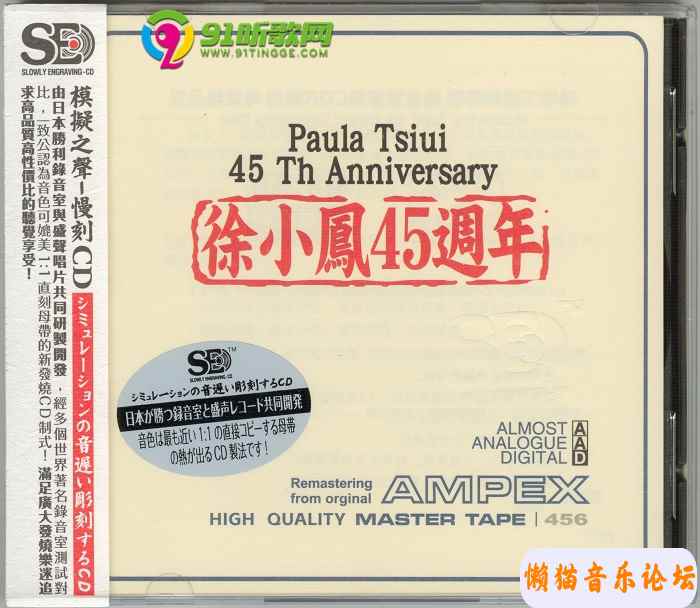 SED
SLOWLY ENGRAVING-CD
模擬之聲-慢刻CD
シミュレーションの音遅い彫刻するCD
由日本勝利錄音室與盛聲唱片共同研製開發，經多個世界著名錄音室測試對
比，一致公認為音色可媲美1:1直刻母帶的新發燒CD制式！滿足廣大發燒樂迷追
求高品質高性價比的聽覺享受！
91听歌网
www.91TINGGE.COM
Paula Tsiui
45 Th Anniversary
徐小鳳45週年
SED TM
SLOWLY ENGRAVING-CD
シミュレーションの音遅い彫刻するCD
日本が勝つ録音室と盛声レコード共同開発
音色は最も近い1:1の直接コピーする母帯
の熱が出るCD製法です！
ALMOST A
ANALOGUE A
DIGITAL D
Remastering
from orginal AMPEX
HIGH QUALITY MASTER TAPE | 456
懒猫音乐论坛